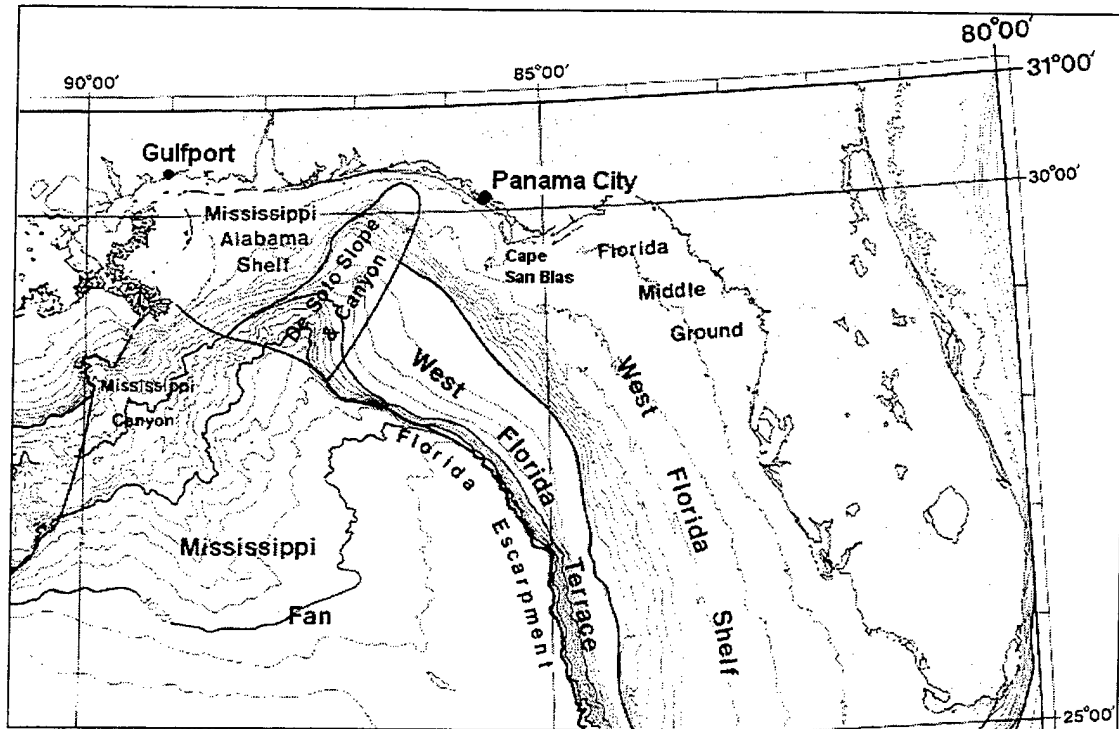 80°00'
90°00'
85°00'
31°00'
Gulfport
Panama City
30°00'
Mississippi
Alabama
Shelf
De Soto Slope
& Canyon
Cape
San Blas
Florida
Middle
Ground
Mississippi
Canyon
West
Florida
Terrace
West
Florida
Shelf
Florida
Escarpment
Mississippi
Fan
25°00'